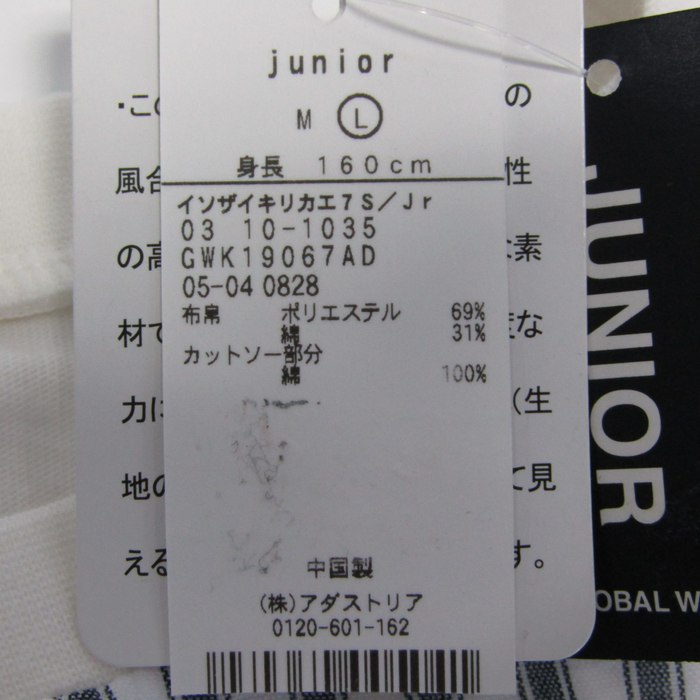 junior
M L
身長 160cm
イソザイキリカエ7S/Jr
03 10-1035
GWK19067AD
05-04 0828
布帛 ポリエステル 69%
綿 31%
カットソー部分
綿 100%
中国製
(株)アダストリア
0120-601-162
・この
風合 性
の高 素
材で な
力に (生
地の て見
える す。
JUNIOR
OBAL W